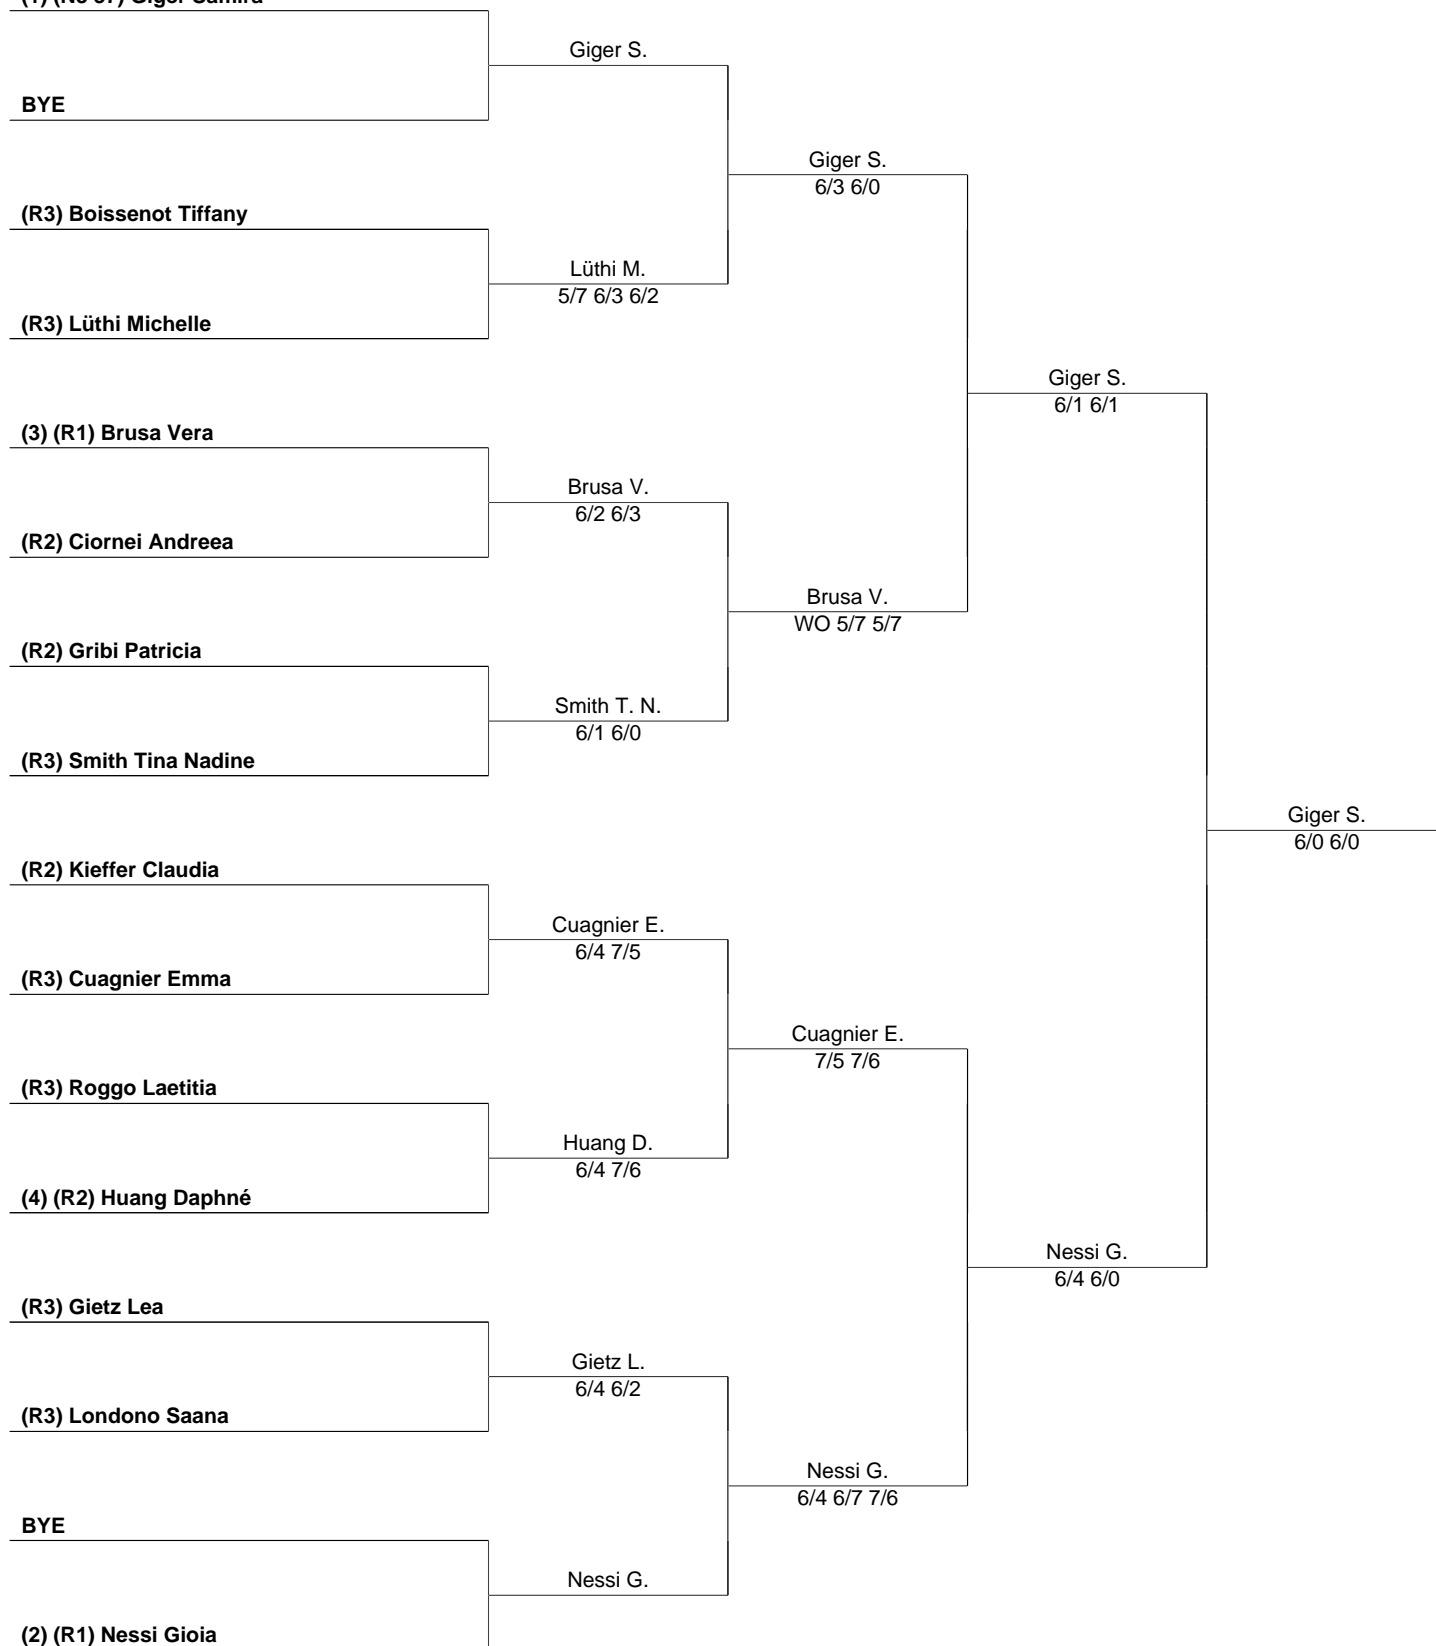 Giger S.
BYE
Giger S.
6/3 6/0
(R3) Boissenot Tiffany
Lüthi M.
5/7 6/3 6/2
(R3) Lüthi Michelle
Giger S.
6/1 6/1
(3) (R1) Brusa Vera
Brusa V.
6/2 6/3
(R2) Ciornei Andreea
Brusa V.
WO 5/7 5/7
(R2) Gribi Patricia
Smith T. N.
6/1 6/0
(R3) Smith Tina Nadine
Giger S.
6/0 6/0
(R2) Kieffer Claudia
Cuagnier E.
6/4 7/5
(R3) Cuagnier Emma
Cuagnier E.
7/5 7/6
(R3) Roggo Laetitia
Huang D.
6/4 7/6
(4) (R2) Huang Daphné
Nessi G.
6/4 6/0
(R3) Gietz Lea
Gietz L.
6/4 6/2
(R3) Londono Saana
Nessi G.
6/4 6/7 7/6
BYE
Nessi G.
(2) (R1) Nessi Gioia